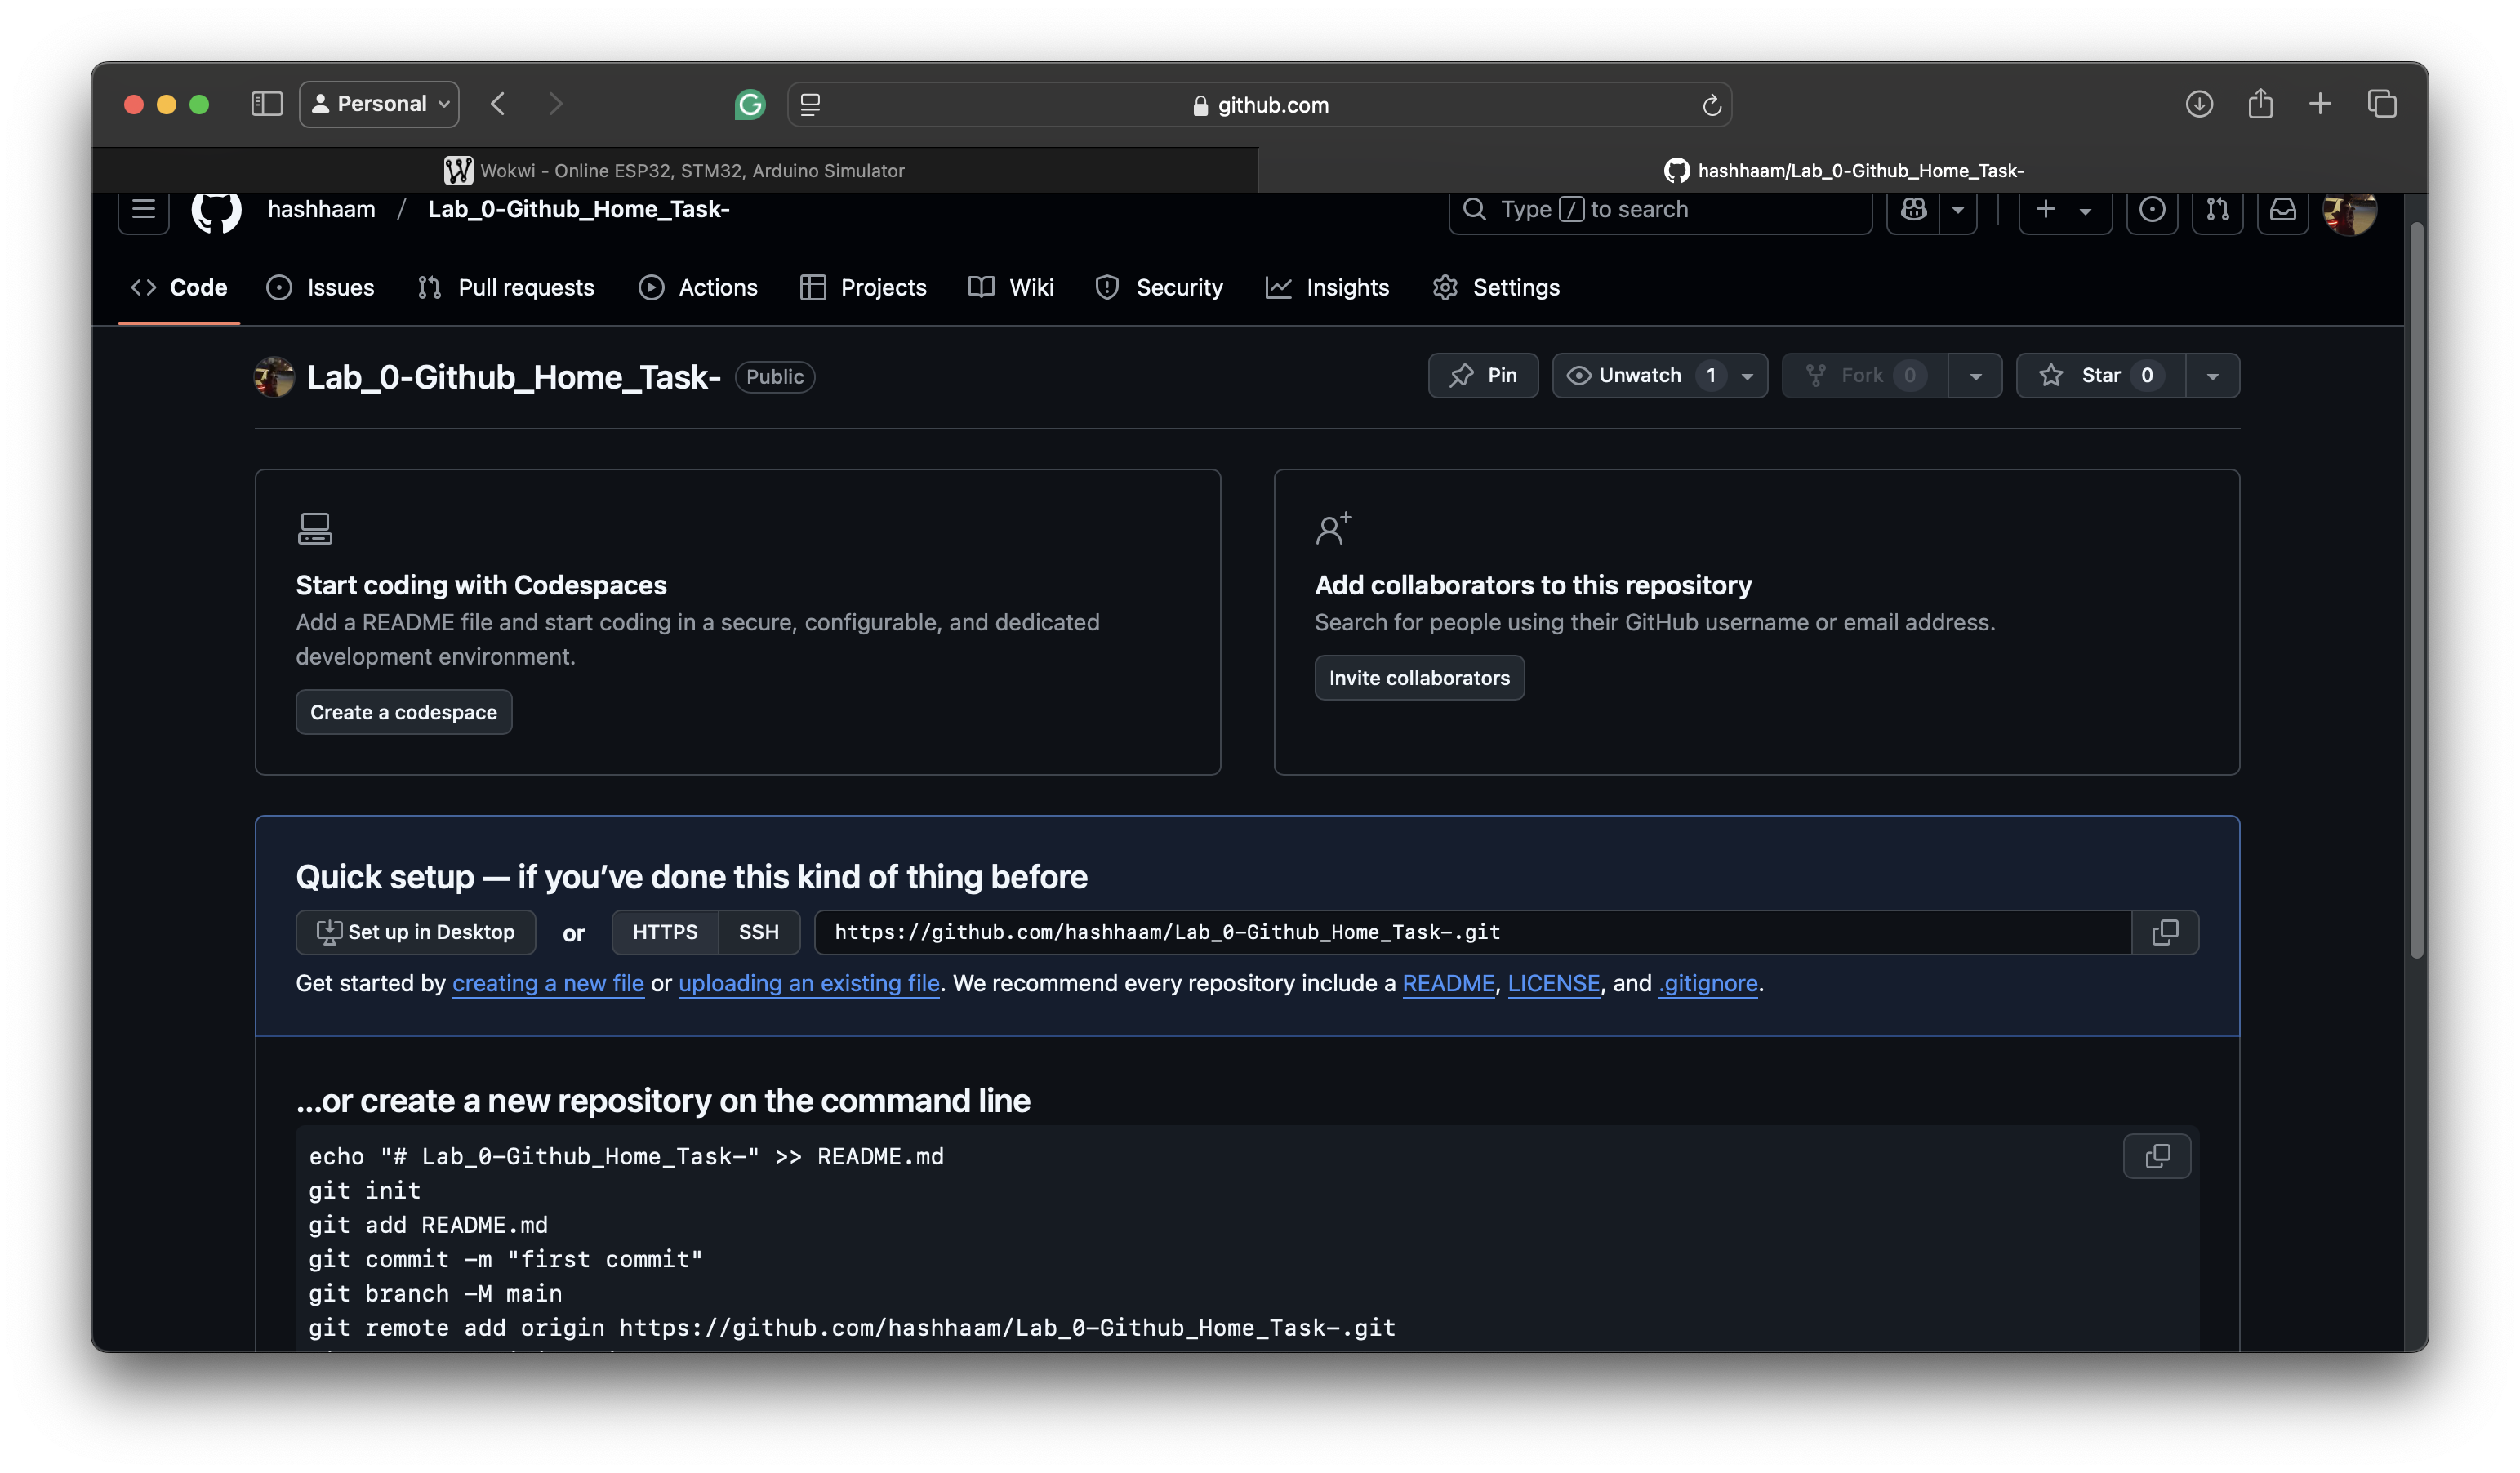 Personal
github.com
Wokwi - Online ESP32, STM32, Arduino Simulator
hashhaam/Lab_0-Github_Home_Task-
hashhaam / Lab_0-Github_Home_Task-
Type / to search
Code Issues Pull requests Actions Projects Wiki Security Insights Settings
Lab_0-Github_Home_Task- Public
Pin Unwatch 1 Fork 0 Star 0
Start coding with Codespaces
Add a README file and start coding in a secure, configurable, and dedicated
development environment.
Create a codespace
Add collaborators to this repository
Search for people using their GitHub username or email address.
Invite collaborators
Quick setup — if you’ve done this kind of thing before
Set up in Desktop or HTTPS SSH https://github.com/hashhaam/Lab_0-Github_Home_Task-.git
Get started by creating a new file or uploading an existing file. We recommend every repository include a README, LICENSE, and .gitignore.
…or create a new repository on the command line
echo "# Lab_0-Github_Home_Task-" >> README.md
git init
git add README.md
git commit -m "first commit"
git branch -M main
git remote add origin https://github.com/hashhaam/Lab_0-Github_Home_Task-.git